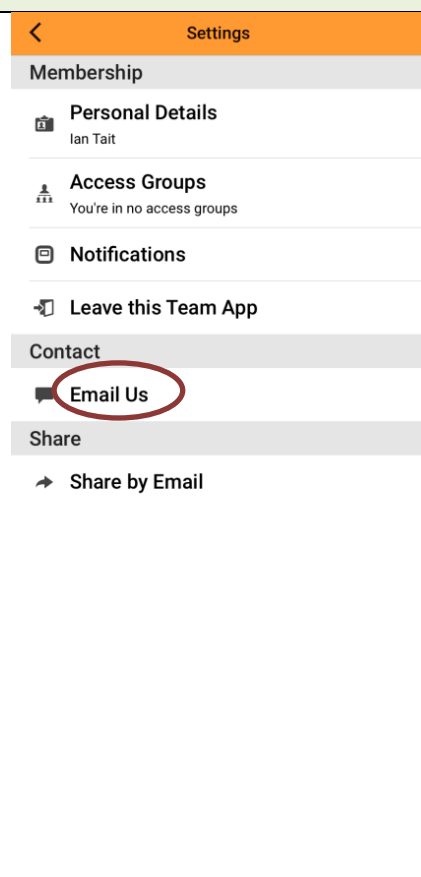 Settings
Membership
Personal Details
Ian Tait
Access Groups
You're in no access groups
Notifications
Leave this Team App
Contact
Email Us
Share
Share by Email